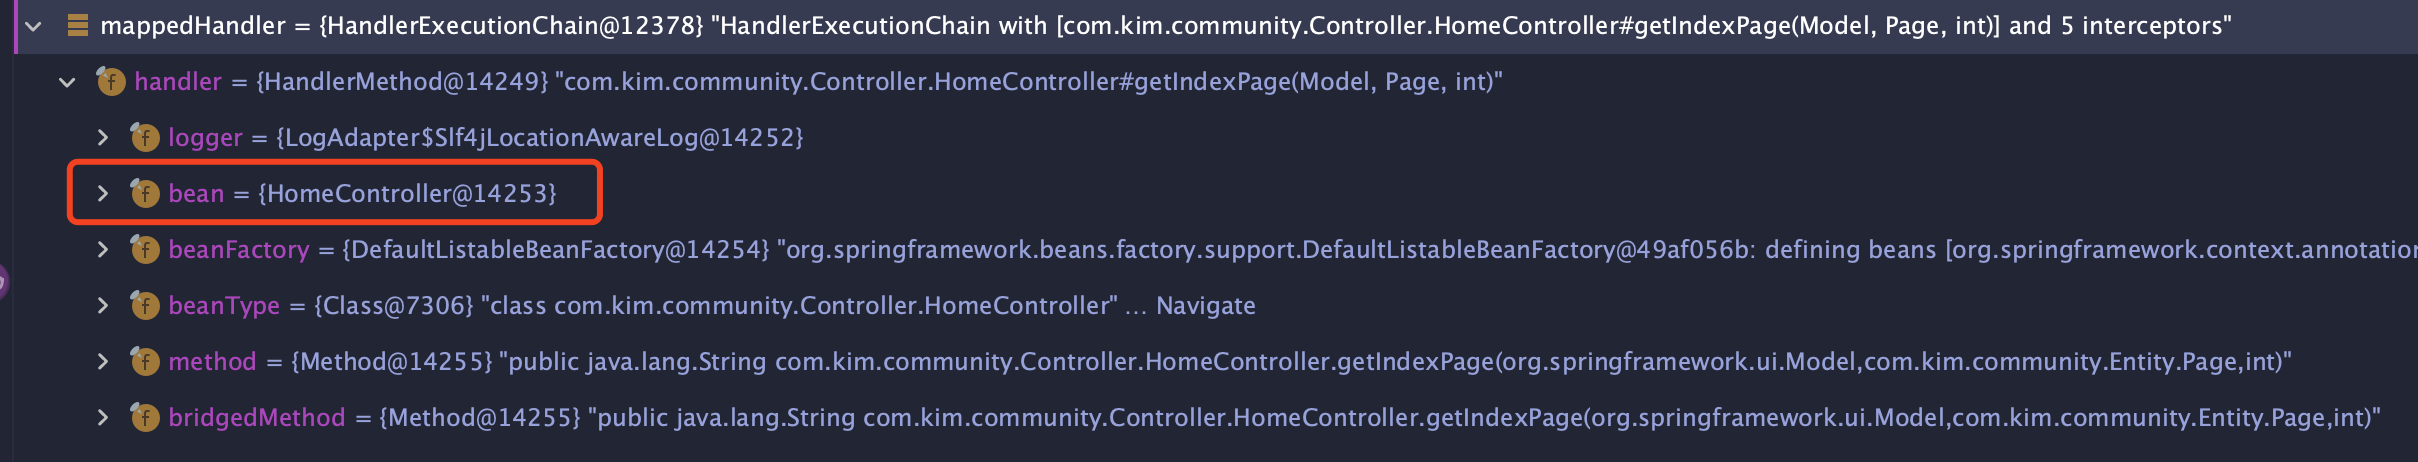 mappedHandler = {HandlerExecutionChain@12378} "HandlerExecutionChain with [com.kim.community.Controller.HomeController#getIndexPage(Model, Page, int)] and 5 interceptors"
f handler = {HandlerMethod@14249} "com.kim.community.Controller.HomeController#getIndexPage(Model, Page, int)"
f logger = {LogAdapter$Slf4jLocationAwareLog@14252}
f bean = {HomeController@14253}
f beanFactory = {DefaultListableBeanFactory@14254} "org.springframework.beans.factory.support.DefaultListableBeanFactory@49af056b: defining beans [org.springframework.context.annotation
f beanType = {Class@7306} "class com.kim.community.Controller.HomeController" ... Navigate
f method = {Method@14255} "public java.lang.String com.kim.community.Controller.HomeController.getIndexPage(org.springframework.ui.Model,com.kim.community.Entity.Page,int)"
f bridgedMethod = {Method@14255} "public java.lang.String com.kim.community.Controller.HomeController.getIndexPage(org.springframework.ui.Model,com.kim.community.Entity.Page,int)"